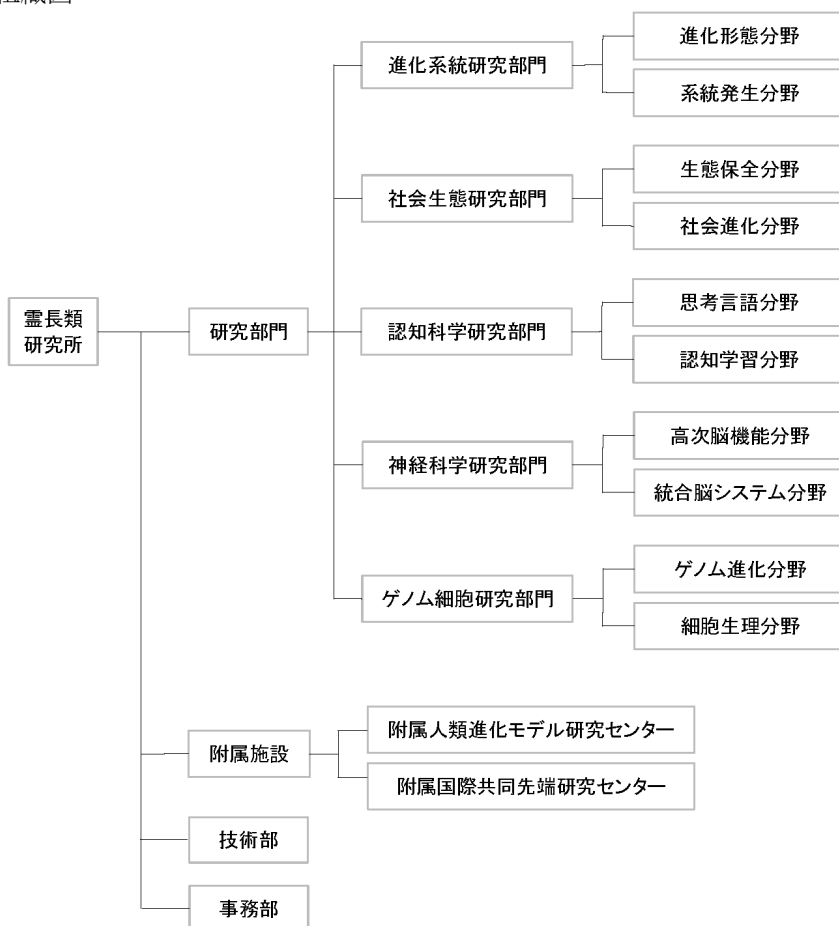 組織図
進化形態分野
進化系統研究部門
系統発生分野
生態保全分野
社会生態研究部門
社会進化分野
霊長類
研究所
研究部門
思考言語分野
認知科学研究部門
認知学習分野
高次脳機能分野
神経科学研究部門
統合脳システム分野
ゲノム進化分野
ゲノム細胞研究部門
細胞生理分野
附属施設
附属人類進化モデル研究センター
附属国際共同先端研究センター
技術部
事務部